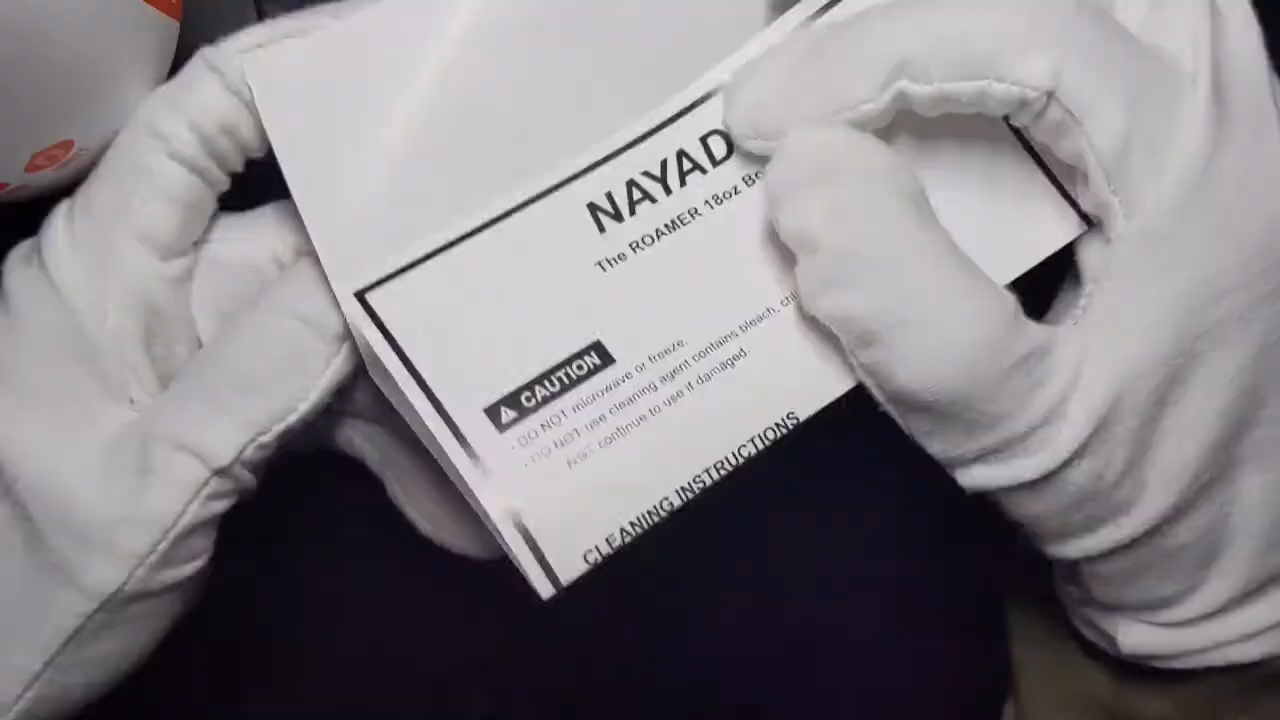 NAYAD
The ROAMER 18oz
CAUTION
- DO NOT microwave or freeze.
- DO NOT use cleaning agent contains bleach,
NOT continue to use if damaged.
CLEANING INSTRUCTIONS